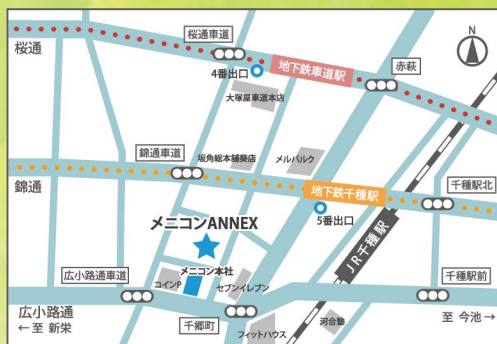 桜通車道
N
桜通
地下鉄車道駅
赤萩
4番出口
大塚屋車道本店
錦通車道
坂角総本舖葵店
メルパルク
錦通
地下鉄千種駅
千種駅北
5番出口
メニコンANNEX
JR千種駅
メニコン本社
広小路通車道
コインP
セブンイレブン
千種駅前
広小路通
←至 新栄
千郷町
フィットハウス
河合塾
至 今池→